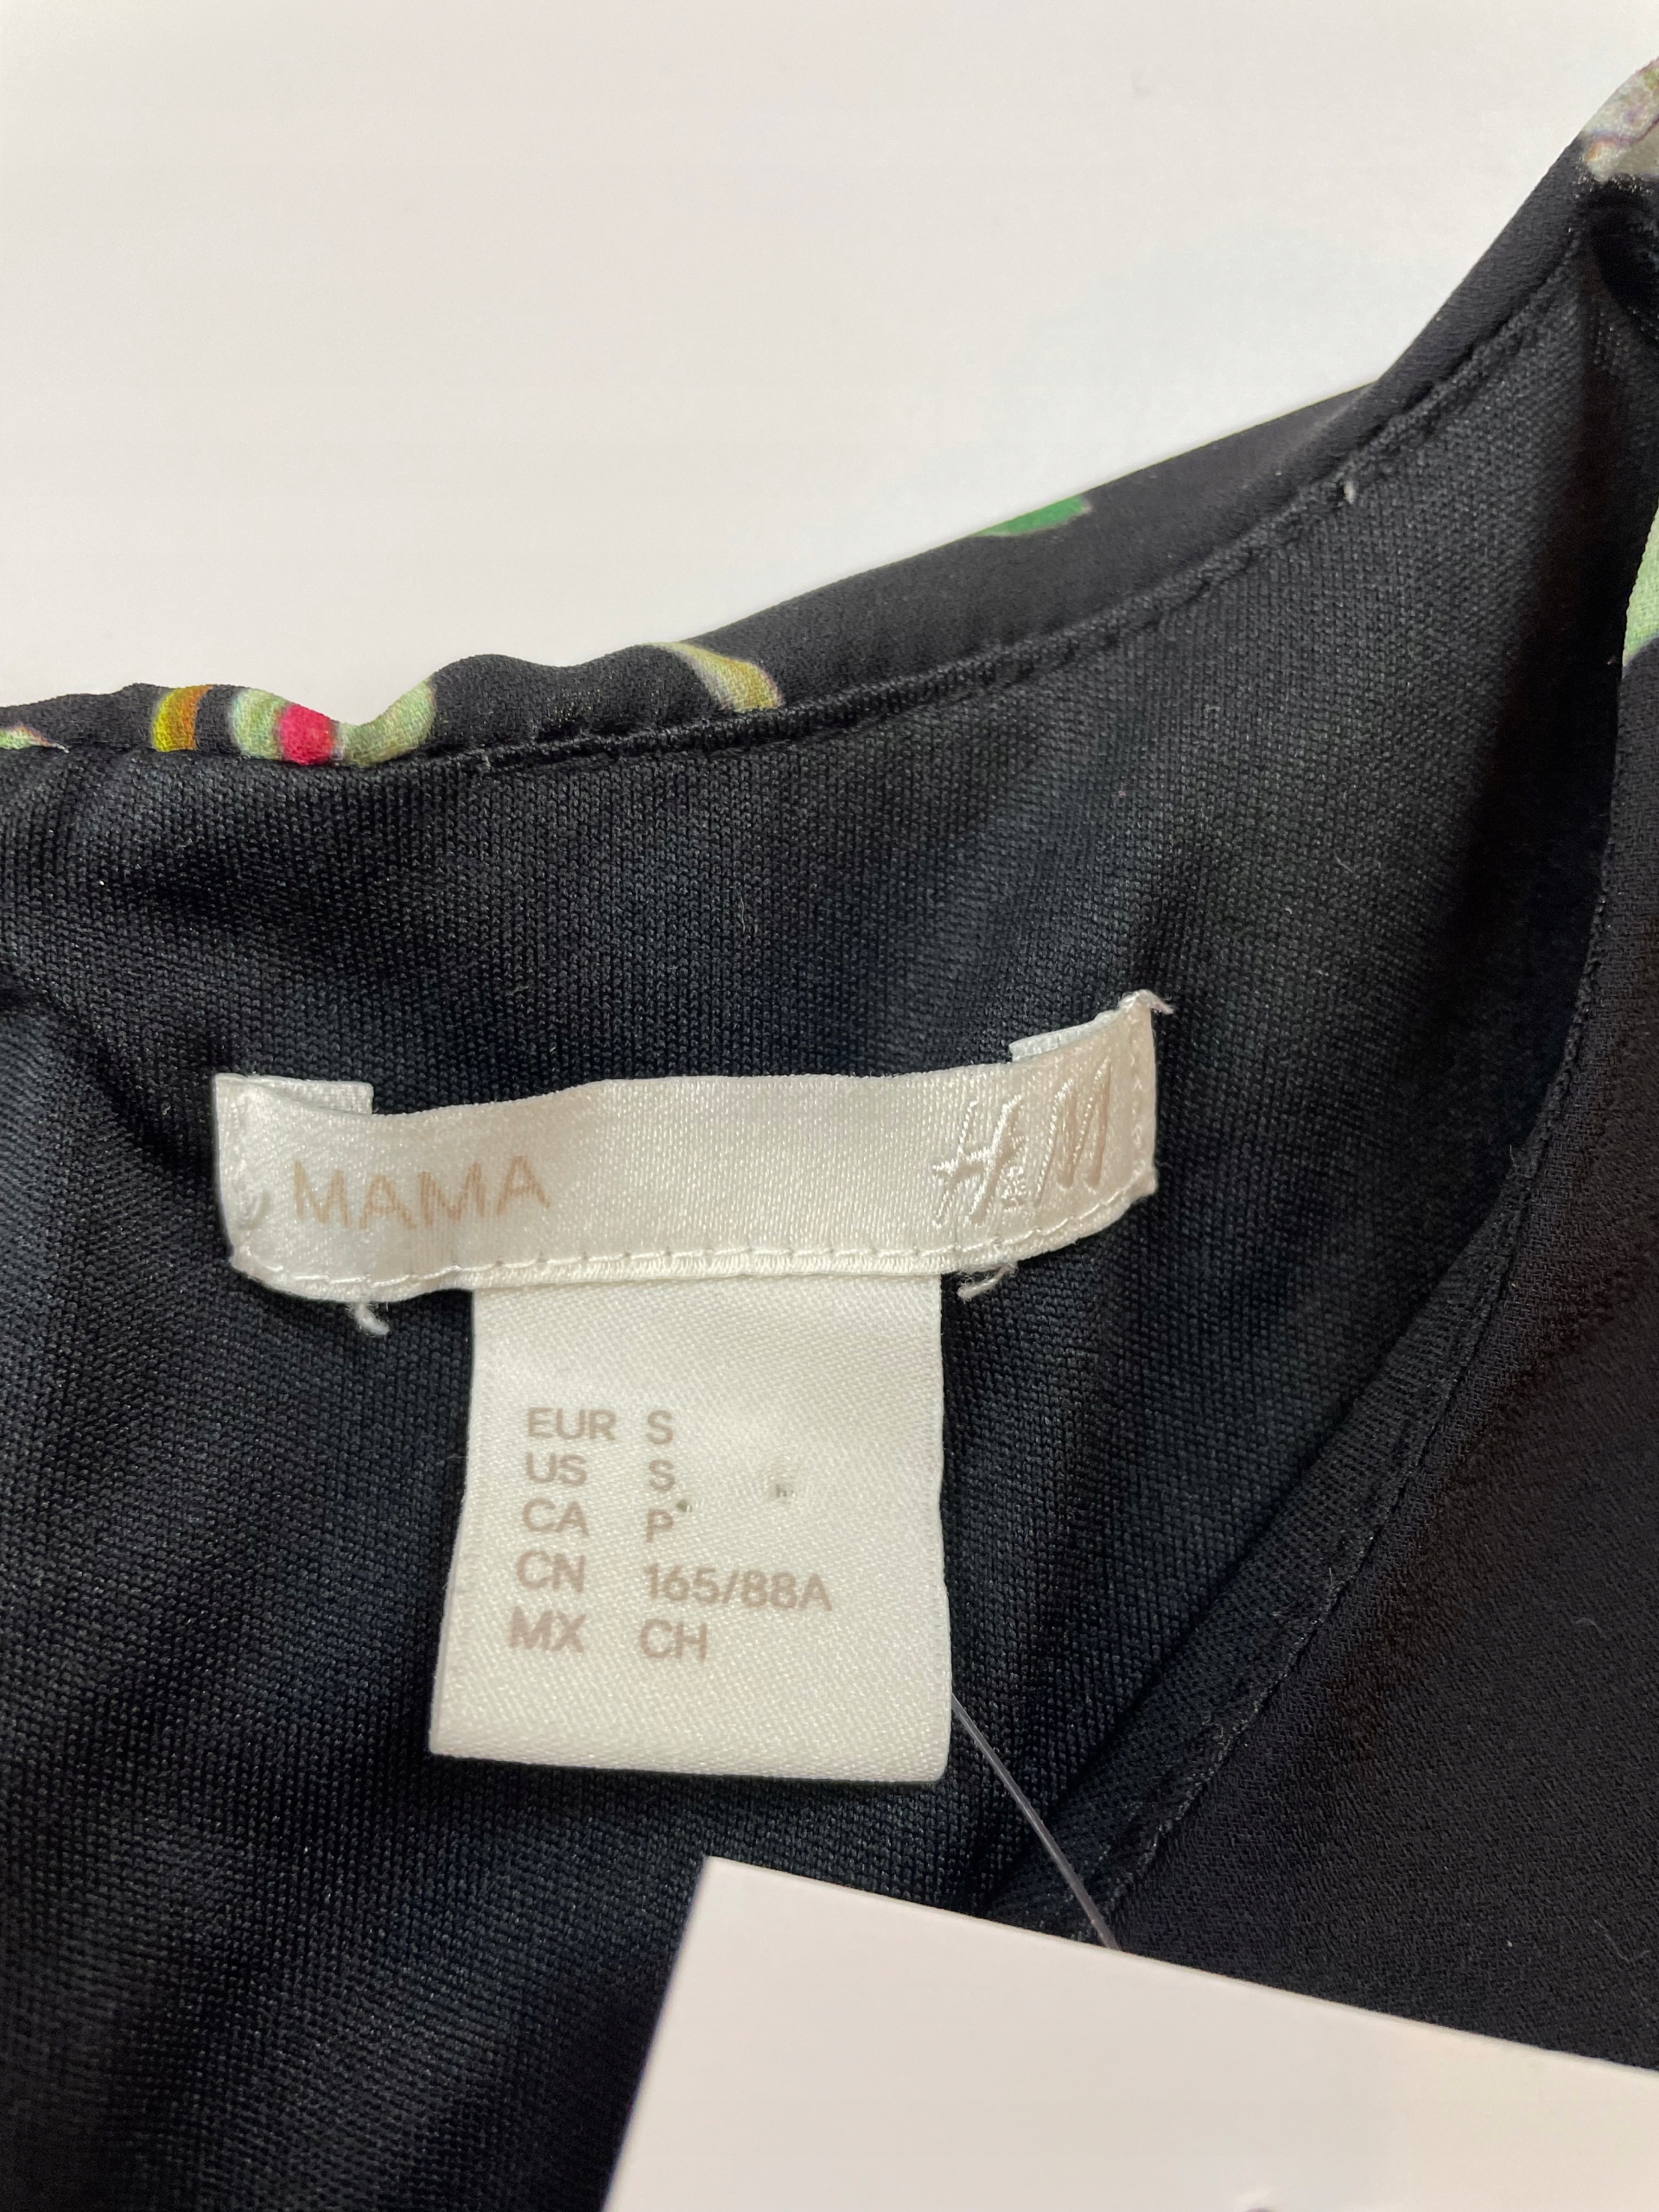 MAMA H&M
EUR S
US S
CA P
CN 165/88A
MX CH